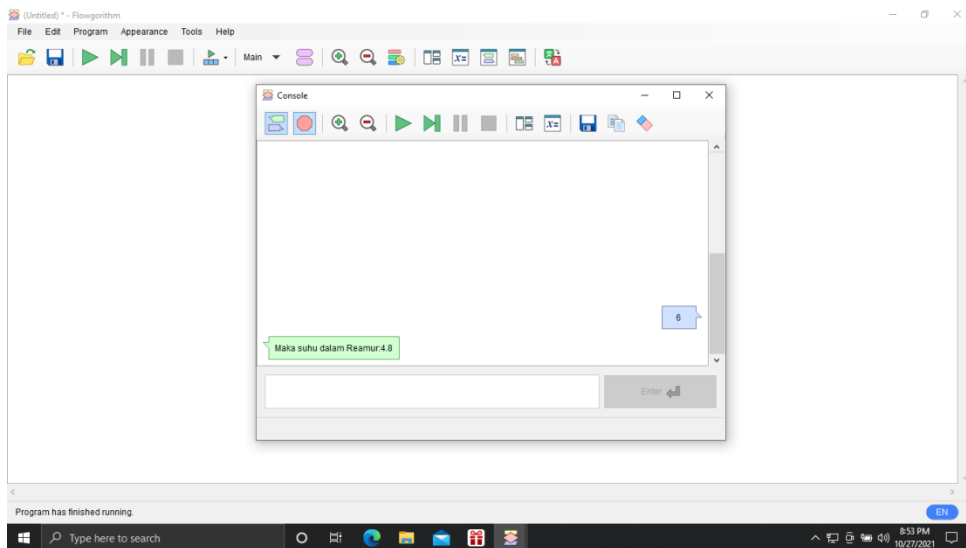 (Untitled) * - Flowgorithm
File Edit Program Appearance Tools Help
Main
Console
6
Maka suhu dalam Reamur:4.8
Enter
Program has finished running.
EN
Type here to search
8:53 PM
10/27/2021